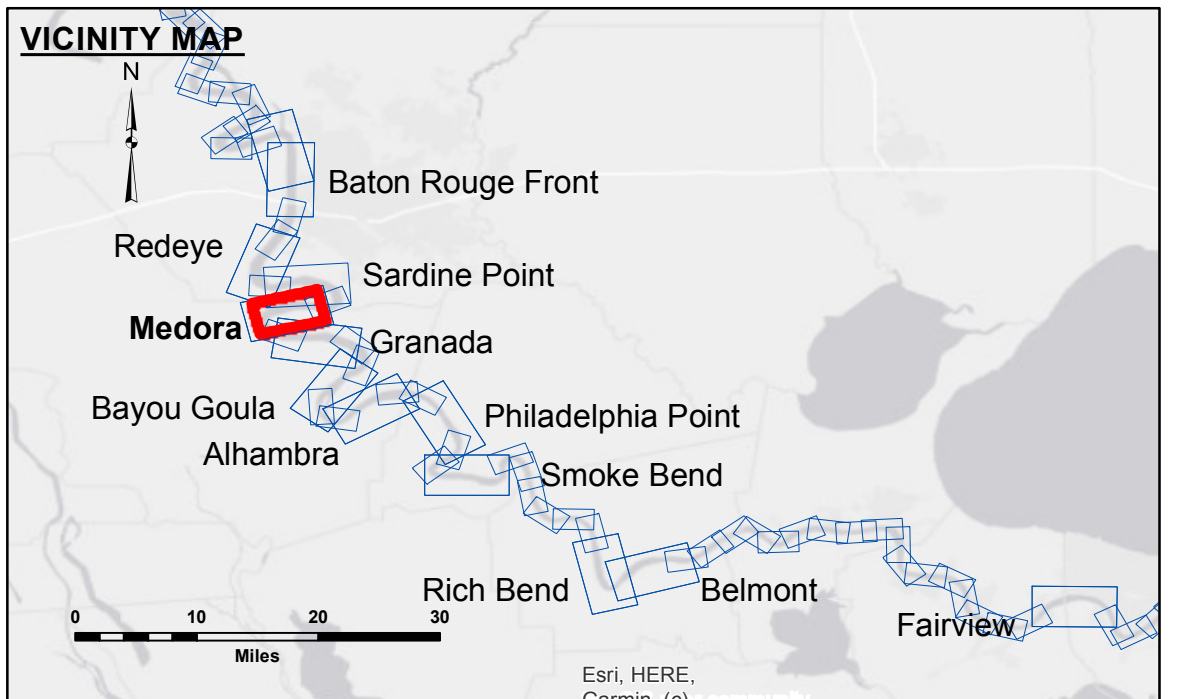 VICINITY MAP
N
Baton Rouge Front
Redeye
Sardine Point
Medora
Granada
Bayou Goula
Philadelphia Point
Alhambra
Smoke Bend
Rich Bend
Belmont
Fairview
0 10 20 30
Miles
Esri, HERE,
Garmin, (c)